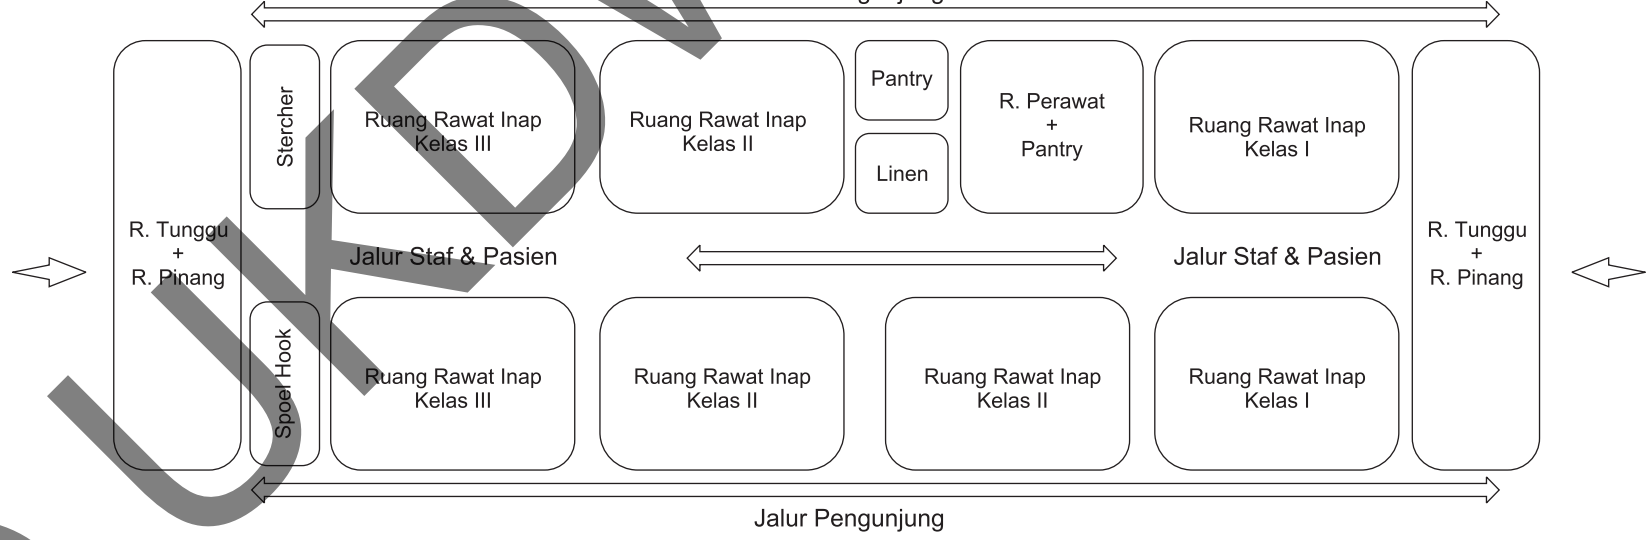 Stercher
Ruang Rawat Inap
Kelas III
Ruang Rawat Inap
Kelas II
Pantry
Linen
R. Perawat
+
Pantry
Ruang Rawat Inap
Kelas I
R. Tunggu
+
R. Pinang
R. Tunggu
+
R. Pinang
Jalur Staf & Pasien
Jalur Staf & Pasien
Spoel Hook
Ruang Rawat Inap
Kelas III
Ruang Rawat Inap
Kelas II
Ruang Rawat Inap
Kelas II
Ruang Rawat Inap
Kelas I
Jalur Pengunjung
UKDW